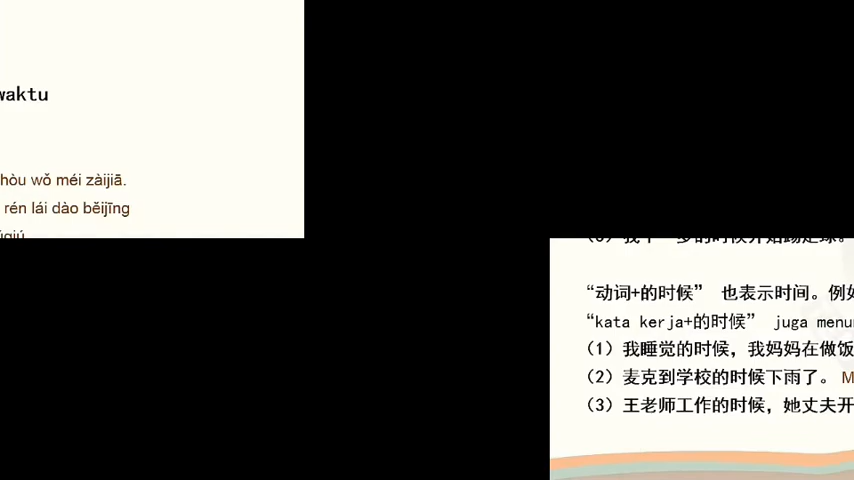 waktu
hòu wǒ méi zàijiā.
rén lái dào běijīng
“动词+的时候” 也表示时间。例如
“kata kerja+的时候” juga menu
（1）我睡觉的时候，我妈妈在做饭
（2）麦克到学校的时候下雨了。 M
（3）王老师工作的时候，她丈夫开